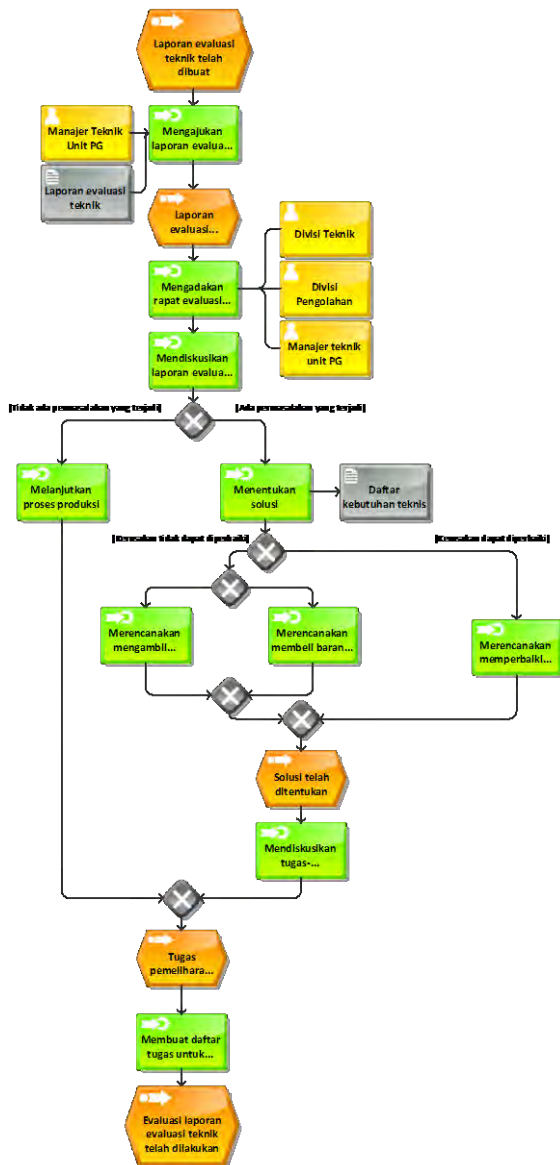 Laporan evaluasi
teknik telah
dibuat
Manajer Teknik
Unit PG
Mengajukan
laporan evalua...
Laporan evaluasi
teknik
Laporan
evaluasi...
Divisi Teknik
Mengadakan
rapat evaluasi...
Divisi
Pengolahan
Mendiskusikan
laporan evalua...
Manajer teknik
unit PG
[Tidak ada permasalahan yang terjadi]
[Ada permasalahan yang terjadi]
Melanjutkan
proses produksi
Menentukan
solusi
Daftar
kebutuhan teknis
[Kerusakan tidak dapat diperbaiki]
[Kerusakan dapat diperbaiki]
Merencanakan
mengambil...
Merencanakan
membeli baran...
Merencanakan
memperbaiki...
Solusi telah
ditentukan
Mendiskusikan
tugas-...
Tugas
pemelihara...
Membuat daftar
tugas untuk...
Evaluasi laporan
evaluasi teknik
telah dilakukan